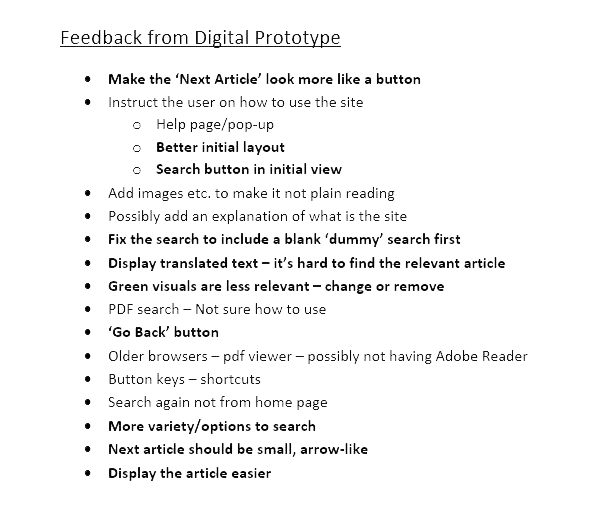 Feedback from Digital Prototype
• Make the ‘Next Article’ look more like a button
• Instruct the user on how to use the site
o Help page/pop-up
o Better initial layout
o Search button in initial view
• Add images etc. to make it not plain reading
• Possibly add an explanation of what is the site
• Fix the search to include a blank ‘dummy’ search first
• Display translated text – it’s hard to find the relevant article
• Green visuals are less relevant – change or remove
• PDF search – Not sure how to use
• ‘Go Back’ button
• Older browsers – pdf viewer – possibly not having Adobe Reader
• Button keys – shortcuts
• Search again not from home page
• More variety/options to search
• Next article should be small, arrow-like
• Display the article easier